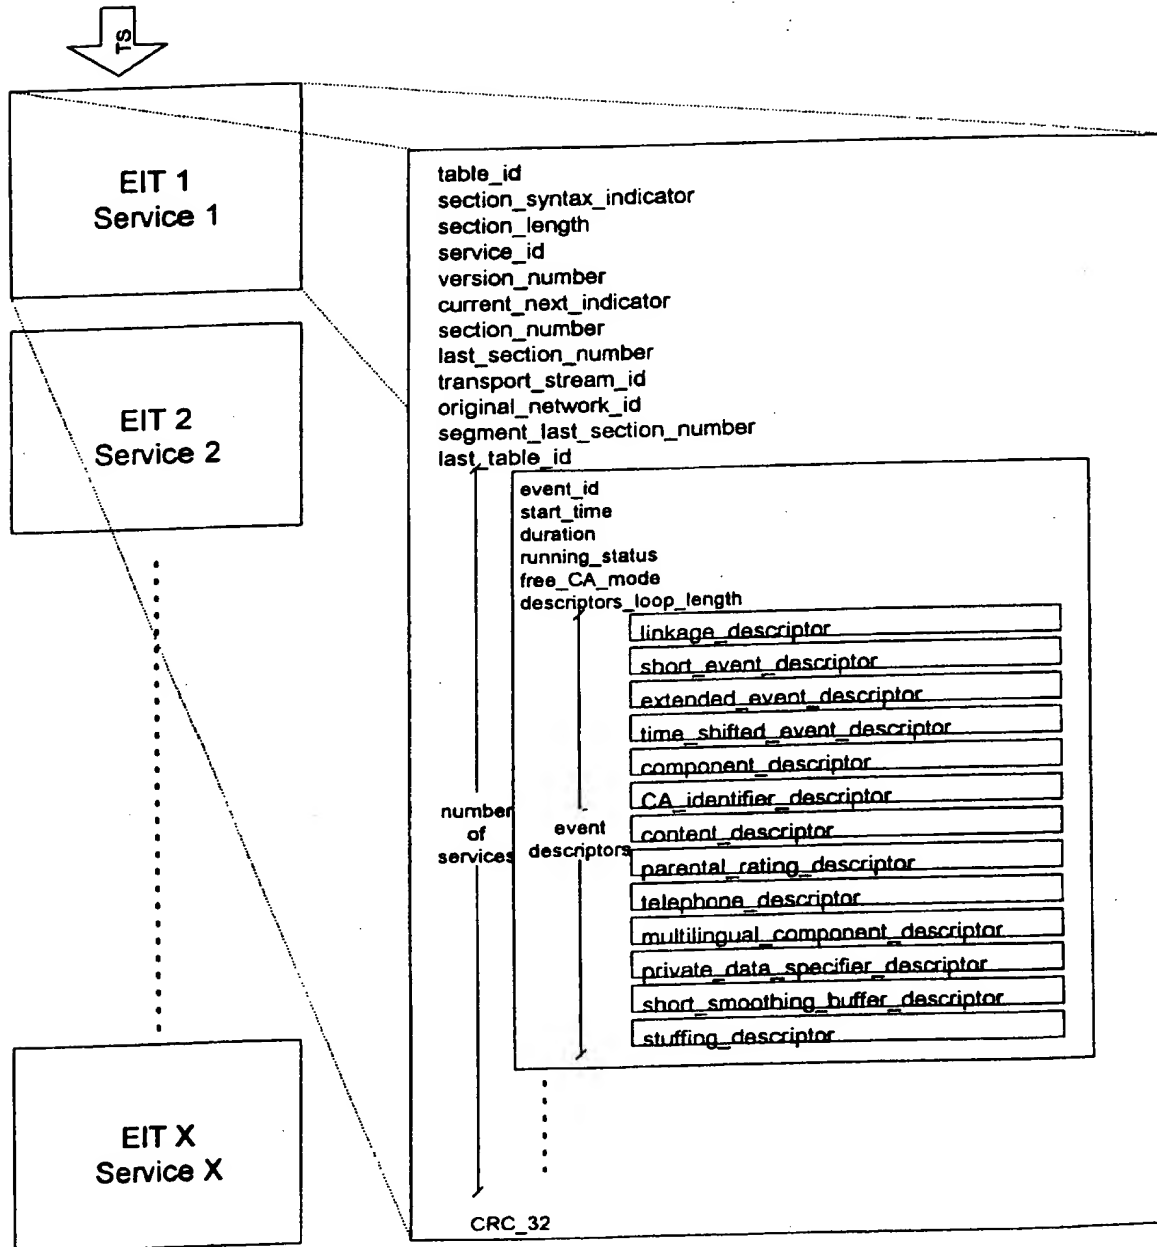 TS
EIT 1
Service 1
EIT 2
Service 2
EIT X
Service X
table_id
section_syntax_indicator
section_length
service_id
version_number
current_next_indicator
section_number
last_section_number
transport_stream_id
original_network_id
segment_last_section_number
last_table_id
event_id
start_time
duration
running_status
free_CA_mode
descriptors_loop_length
linkage_descriptor
short_event_descriptor
extended_event_descriptor
time_shifted_event_descriptor
component_descriptor
CA_identifier_descriptor
content_descriptor
parental_rating_descriptor
telephone_descriptor
multilingual_component_descriptor
private_data_specifier_descriptor
short_smoothing_buffer_descriptor
stuffing_descriptor
number
of
services
event
descriptors
CRC_32